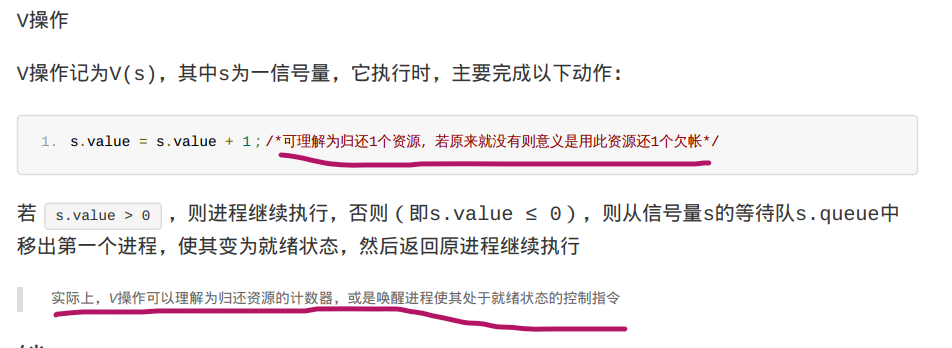 V操作
V操作记为V(s)，其中s为一信号量，它执行时，主要完成以下动作：
1. s.value = s.value + 1；/*可理解为归还1个资源，若原来就没有则意义是用此资源还1个欠帐*/
若 s.value > 0 ，则进程继续执行，否则（即s.value ≤ 0），则从信号量s的等待队s.queue中
移出第一个进程，使其变为就绪状态，然后返回原进程继续执行
实际上，V操作可以理解为归还资源的计数器，或是唤醒进程使其处于就绪状态的控制指令